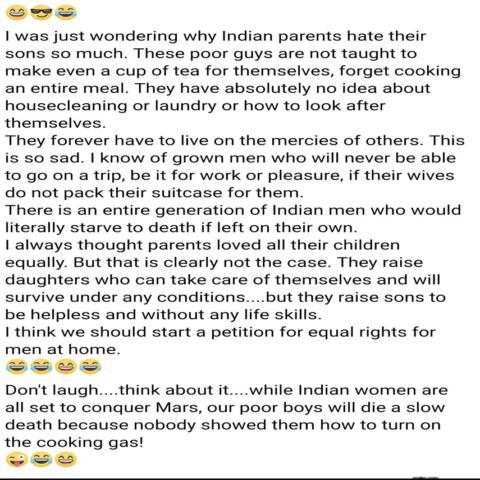 😄😎😂
I was just wondering why Indian parents hate their
sons so much. These poor guys are not taught to
make even a cup of tea for themselves, forget cooking
an entire meal. They have absolutely no idea about
housecleaning or laundry or how to look after
themselves.
They forever have to live on the mercies of others. This
is so sad. I know of grown men who will never be able
to go on a trip, be it for work or pleasure, if their wives
do not pack their suitcase for them.
There is an entire generation of Indian men who would
literally starve to death if left on their own.
I always thought parents loved all their children
equally. But that is clearly not the case. They raise
daughters who can take care of themselves and will
survive under any conditions....but they raise sons to
be helpless and without any life skills.
I think we should start a petition for equal rights for
men at home.
😂😂😂😂
Don't laugh....think about it....while Indian women are
all set to conquer Mars, our poor boys will die a slow
death because nobody showed them how to turn on
the cooking gas!
😜😂😄